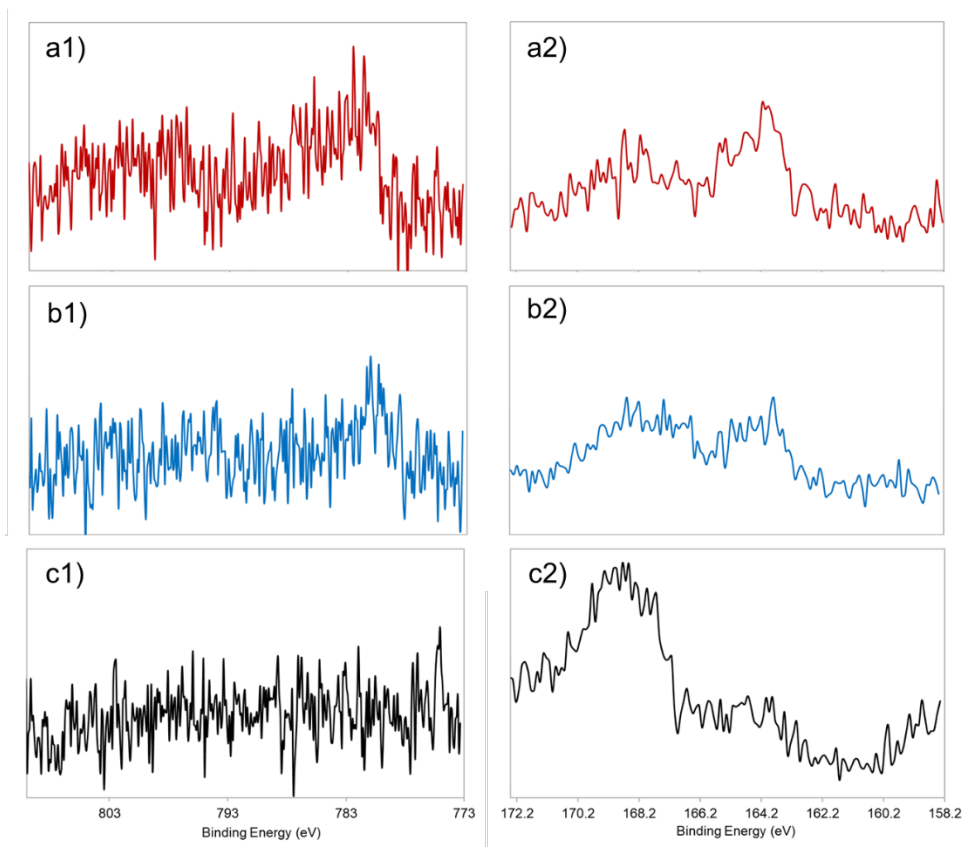 a1)
a2)
b1)
b2)
c1)
c2)
803 793 783 773
Binding Energy (eV)
172.2 170.2 168.2 166.2 164.2 162.2 160.2 158.2
Binding Energy (eV)